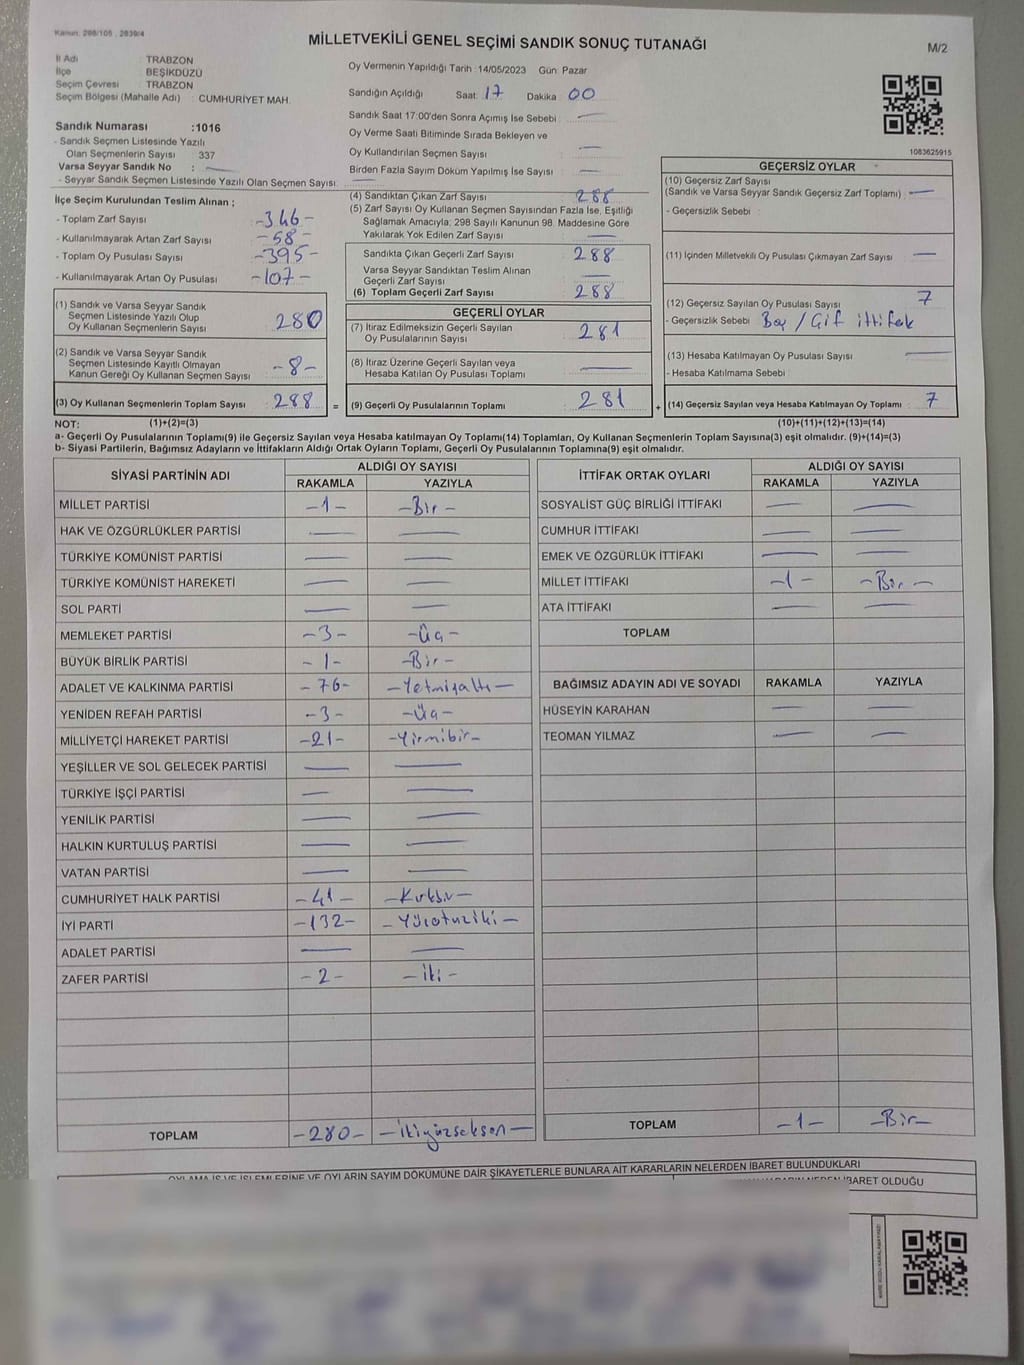 Kanun: 298/105 , 2839/4
MİLLETVEKİLİ GENEL SEÇİMİ SANDIK SONUÇ TUTANAĞI
M/2
İl Adı : TRABZON
İlçe : BEŞİKDÜZÜ
Seçim Çevresi : TRABZON
Seçim Bölgesi (Mahalle Adı) : CUMHURİYET MAH.
Sandık Numarası :1016
- Sandık Seçmen Listesinde Yazılı
Olan Seçmenlerin Sayısı : 337
Varsa Seyyar Sandık No : —
- Seyyar Sandık Seçmen Listesinde Yazılı Olan Seçmen Sayısı: —
Oy Vermenin Yapıldığı Tarih : 14/05/2023 Gün: Pazar
Sandığın Açıldığı Saat: 17 Dakika: 00
Sandık Saat 17:00'den Sonra Açımış İse Sebebi : —
Oy Verme Saati Bitiminde Sırada Bekleyen ve
Oy Kullandırılan Seçmen Sayısı : —
Birden Fazla Sayım Döküm Yapılmış İse Sayısı : —
1083625915
İlçe Seçim Kurulundan Teslim Alınan ;
- Toplam Zarf Sayısı : -346-
- Kullanılmayarak Artan Zarf Sayısı : -58-
- Toplam Oy Pusulası Sayısı : -395-
- Kullanılmayarak Artan Oy Pusulası : -107-
(1) Sandık ve Varsa Seyyar Sandık
Seçmen Listesinde Yazılı Olup
Oy Kullanan Seçmenlerin Sayısı : 280
(2) Sandık ve Varsa Seyyar Sandık
Seçmen Listesinde Kayıtlı Olmayan
Kanun Gereği Oy Kullanan Seçmen Sayısı : -8-
(3) Oy Kullanan Seçmenlerin Toplam Sayısı : 288
(1)+(2)=(3)
(4) Sandıktan Çıkan Zarf Sayısı : 288
(5) Zarf Sayısı Oy Kullanan Seçmen Sayısından Fazla İse, Eşitliği
Sağlamak Amacıyla, 298 Sayılı Kanunun 98. Maddesine Göre
Yakılarak Yok Edilen Zarf Sayısı : —
Sandıkta Çıkan Geçerli Zarf Sayısı : 288
Varsa Seyyar Sandıktan Teslim Alınan
Geçerli Zarf Sayısı : —
(6) Toplam Geçerli Zarf Sayısı : 288
GEÇERLİ OYLAR
(7) İtiraz Edilmeksizin Geçerli Sayılan
Oy Pusulalarının Sayısı : 281
(8) İtiraz Üzerine Geçerli Sayılan veya
Hesaba Katılan Oy Pusulası Toplamı : —
= (9) Geçerli Oy Pusulalarının Toplamı : 281
GEÇERSİZ OYLAR
(10) Geçersiz Zarf Sayısı
(Sandık ve Varsa Seyyar Sandık Geçersiz Zarf Toplamı) : —
- Geçersizlik Sebebi :
(11) İçinden Milletvekili Oy Pusulası Çıkmayan Zarf Sayısı : —
(12) Geçersiz Sayılan Oy Pusulası Sayısı : 7
- Geçersizlik Sebebi : Boş / Çif ittifak
(13) Hesaba Katılmayan Oy Pusulası Sayısı : —
- Hesaba Katılmama Sebebi :
+ (14) Geçersiz Sayılan veya Hesaba Katılmayan Oy Toplamı : 7
(10)+(11)+(12)+(13)=(14)
NOT:
a- Geçerli Oy Pusulalarının Toplamı(9) ile Geçersiz Sayılan veya Hesaba katılmayan Oy Toplamı(14) Toplamları, Oy Kullanan Seçmenlerin Toplam Sayısına(3) eşit olmalıdır. (9)+(14)=(3)
b- Siyasi Partilerin, Bağımsız Adayların ve İttifakların Aldığı Ortak Oyların Toplamı, Geçerli Oy Pusulalarının Toplamına(9) eşit olmalıdır.
SİYASİ PARTİNİN ADI ALDIĞI OY SAYISI
RAKAMLA YAZIYLA
MİLLET PARTİSİ -1- -Bir-
HAK VE ÖZGÜRLÜKLER PARTİSİ — —
TÜRKİYE KOMÜNİST PARTİSİ — —
TÜRKİYE KOMÜNİST HAREKETİ — —
SOL PARTİ — —
MEMLEKET PARTİSİ -3- -Üç-
BÜYÜK BİRLİK PARTİSİ -1- -Bir-
ADALET VE KALKINMA PARTİSİ -76- -Yetmişaltı-
YENİDEN REFAH PARTİSİ -3- -Üç-
MİLLİYETÇİ HAREKET PARTİSİ -21- -Yirmibir-
YEŞİLLER VE SOL GELECEK PARTİSİ — —
TÜRKİYE İŞÇİ PARTİSİ — —
YENİLİK PARTİSİ — —
HALKIN KURTULUŞ PARTİSİ — —
VATAN PARTİSİ — —
CUMHURİYET HALK PARTİSİ -41-
İYİ PARTİ -132- -Yüzotuziki-
ADALET PARTİSİ — —
ZAFER PARTİSİ -2- -İki-
TOPLAM -280- -İkiyüzseksen-
İTTİFAK ORTAK OYLARI ALDIĞI OY SAYISI
RAKAMLA YAZIYLA
SOSYALİST GÜÇ BİRLİĞİ İTTİFAKI — —
CUMHUR İTTİFAKI — —
EMEK VE ÖZGÜRLÜK İTTİFAKI — —
MİLLET İTTİFAKI -1- -Bir-
ATA İTTİFAKI — —
TOPLAM
BAĞIMSIZ ADAYIN ADI VE SOYADI RAKAMLA YAZIYLA
HÜSEYİN KARAHAN — —
TEOMAN YILMAZ — —
TOPLAM -1- -Bir-
OYLAMA İŞ VE İŞLEMLERİNE VE OYLARIN SAYIM DÖKÜMÜNE DAİR ŞİKAYETLERLE BUNLARA AİT KARARLARIN NELERDEN İBARET BULUNDUKLARI
İBARET OLDUĞU